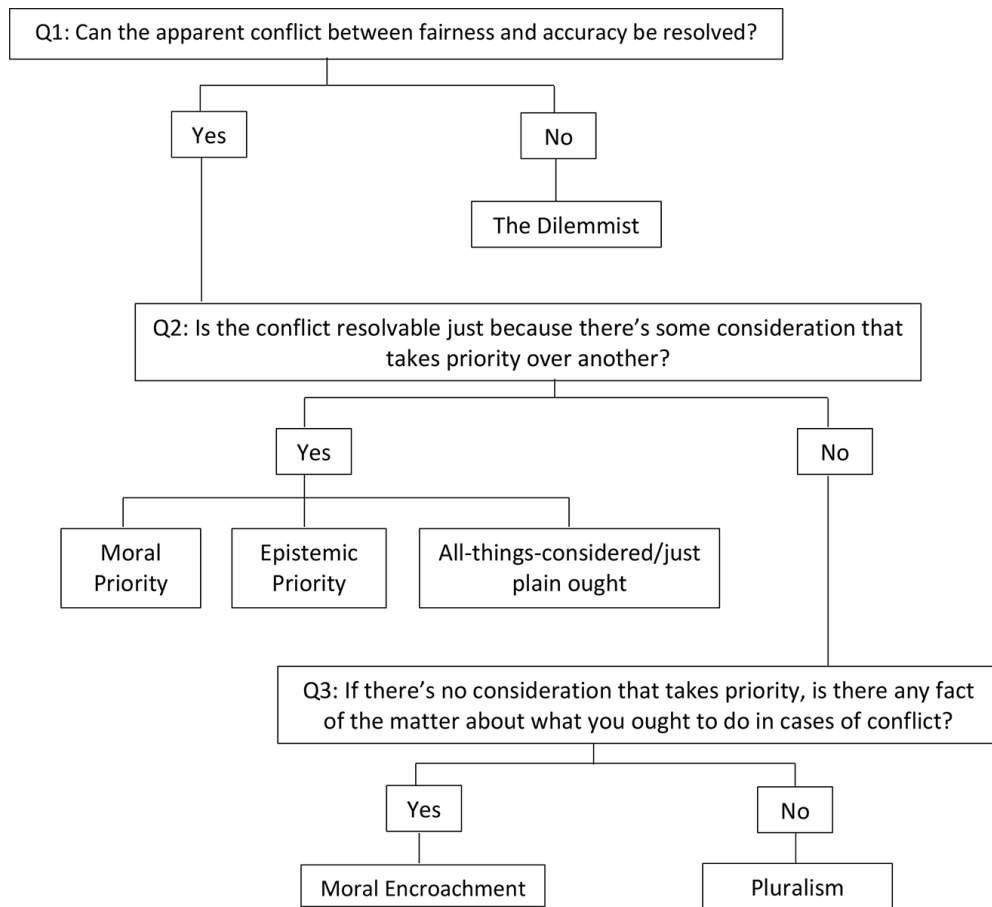 Q1: Can the apparent conflict between fairness and accuracy be resolved?
Yes
No
The Dilemmist
Q2: Is the conflict resolvable just because there's some consideration that
takes priority over another?
Yes
No
Moral
Priority
Epistemic
Priority
All-things-considered/just
plain ought
Q3: If there's no consideration that takes priority, is there any fact
of the matter about what you ought to do in cases of conflict?
Yes
No
Moral Encroachment
Pluralism